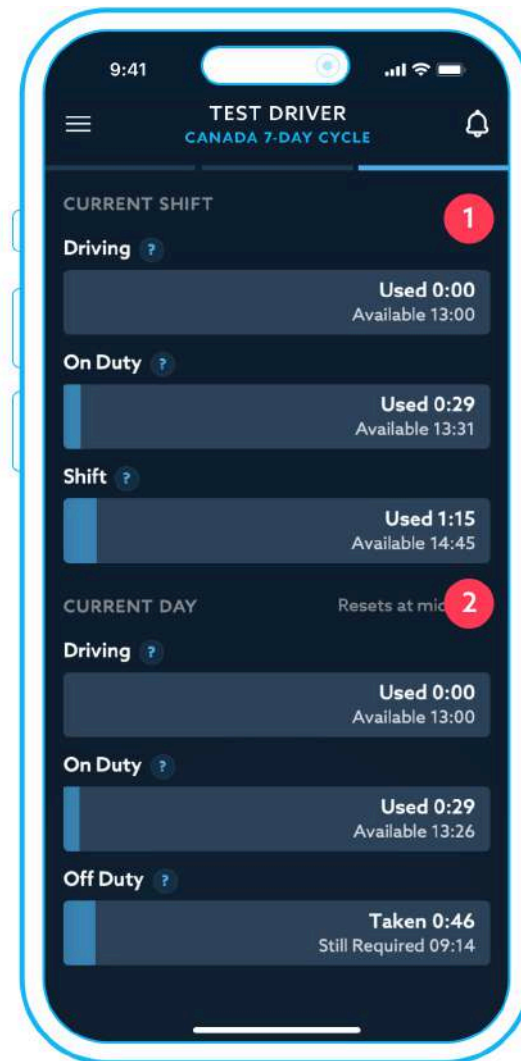 9:41
TEST DRIVER
CANADA 7-DAY CYCLE
CURRENT SHIFT
1
Driving ?
Used 0:00
Available 13:00
On Duty ?
Used 0:29
Available 13:31
Shift ?
Used 1:15
Available 14:45
CURRENT DAY
Resets at
2
Driving ?
Used 0:00
Available 13:00
On Duty ?
Used 0:29
Available 13:26
Off Duty ?
Taken 0:46
Still Required 09:14